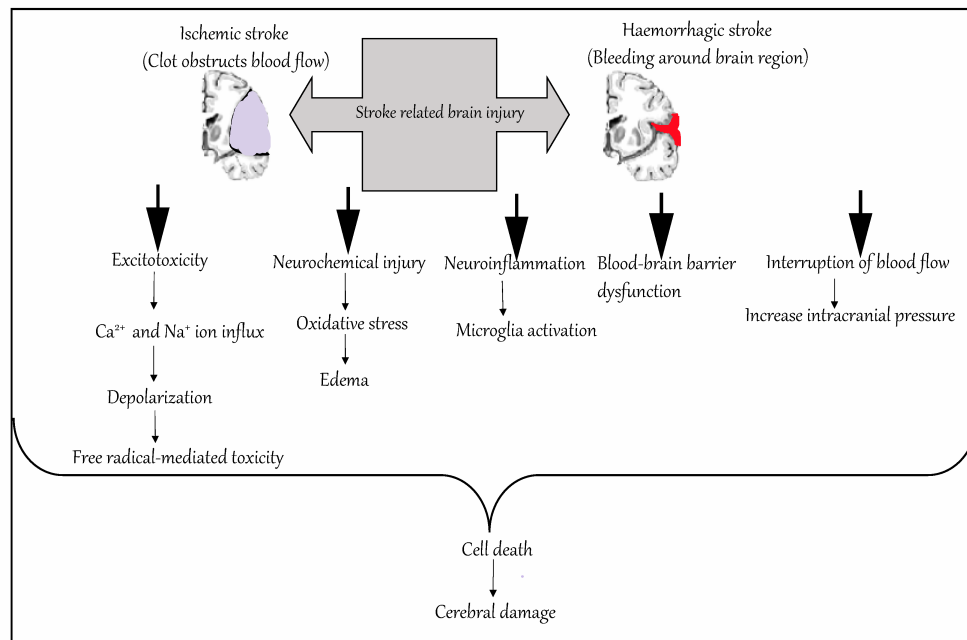 Ischemic stroke
(Clot obstructs blood flow)
Haemorrhagic stroke
(Bleeding around brain region)
Stroke related brain injury
Excitotoxicity
Ca²⁺ and Na⁺ ion influx
Depolarization
Free radical-mediated toxicity
Neurochemical injury
Oxidative stress
Edema
Neuroinflammation
Microglia activation
Blood-brain barrier
dysfunction
Interruption of blood flow
Increase intracranial pressure
Cell death
Cerebral damage